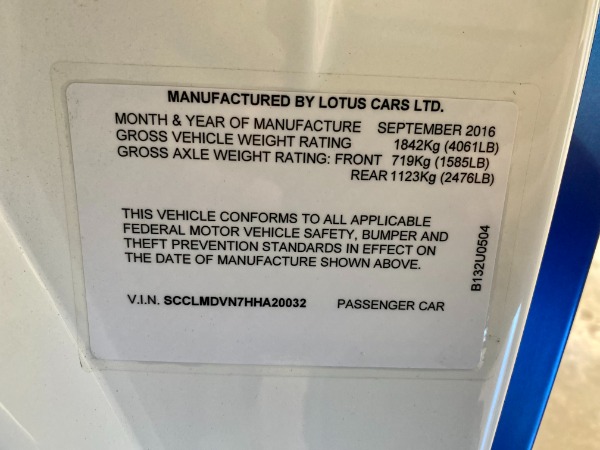 MANUFACTURED BY LOTUS CARS LTD.
MONTH & YEAR OF MANUFACTURE SEPTEMBER 2016
GROSS VEHICLE WEIGHT RATING 1842Kg (4061LB)
GROSS AXLE WEIGHT RATING: FRONT 719Kg (1585LB)
REAR 1123Kg (2476LB)
THIS VEHICLE CONFORMS TO ALL APPLICABLE
FEDERAL MOTOR VEHICLE SAFETY, BUMPER AND
THEFT PREVENTION STANDARDS IN EFFECT ON
THE DATE OF MANUFACTURE SHOWN ABOVE.
V.I.N. SCCLMDVN7HHA20032 PASSENGER CAR
B132U0504